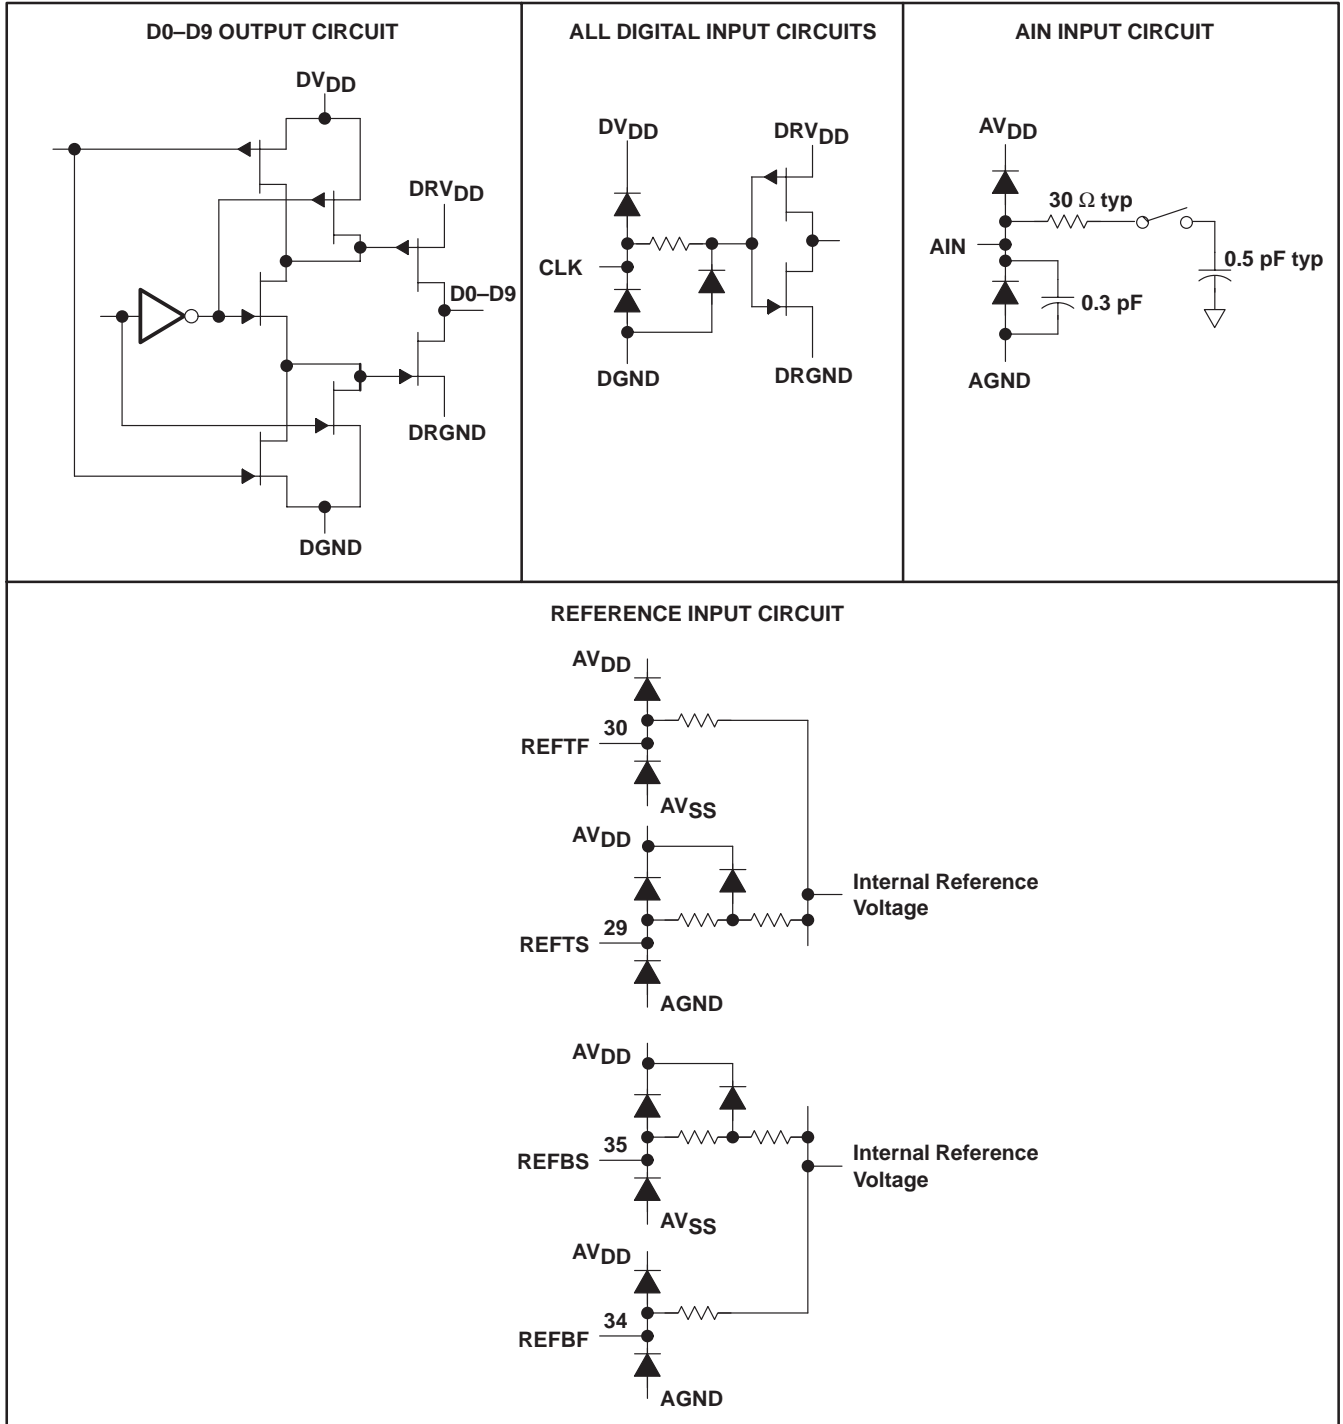 D0–D9 OUTPUT CIRCUIT
DVDD
DRVDD
D0–D9
DRGND
DGND
ALL DIGITAL INPUT CIRCUITS
DVDD
DRVDD
CLK
DGND
DRGND
AIN INPUT CIRCUIT
AVDD
30 Ω typ
AIN
0.5 pF typ
0.3 pF
AGND
REFERENCE INPUT CIRCUIT
AVDD
30
REFTF
AVSS
AVDD
29
REFTS
AGND
Internal Reference
Voltage
AVDD
35
REFBS
AVSS
Internal Reference
Voltage
AVDD
34
REFBF
AGND